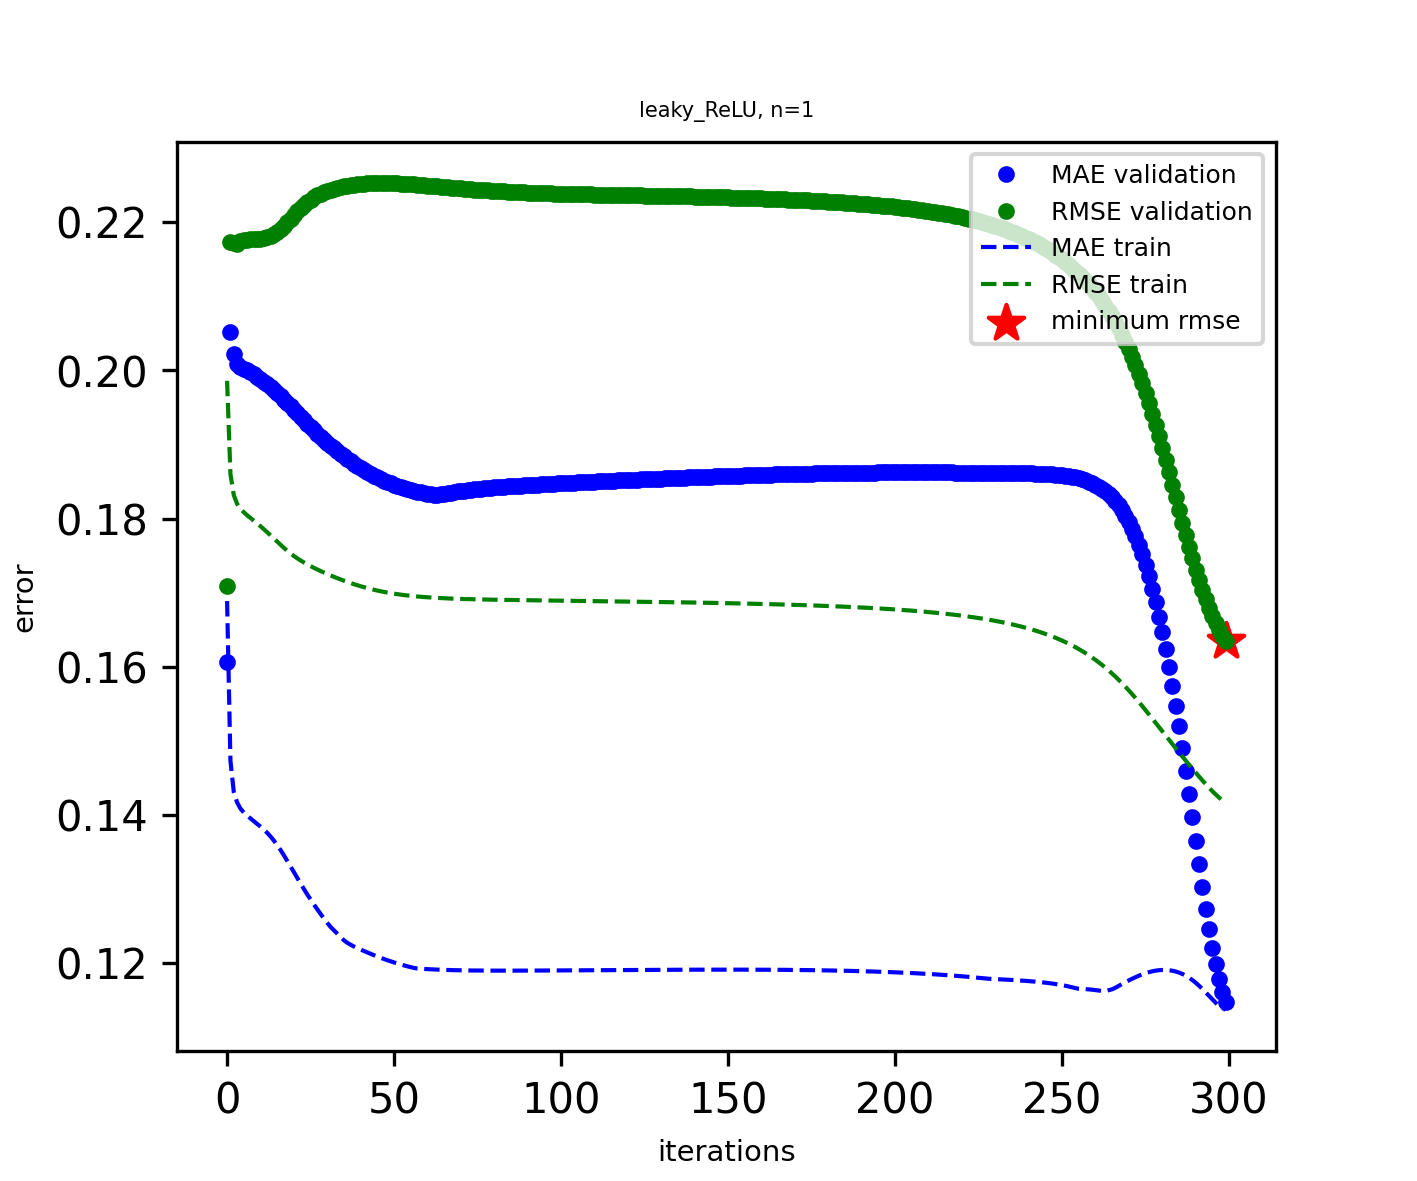 leaky_ReLU, n=1
MAE validation
RMSE validation
MAE train
RMSE train
minimum rmse
0.22
0.20
0.18
0.16
0.14
0.12
error
0 50 100 150 200 250 300
iterations